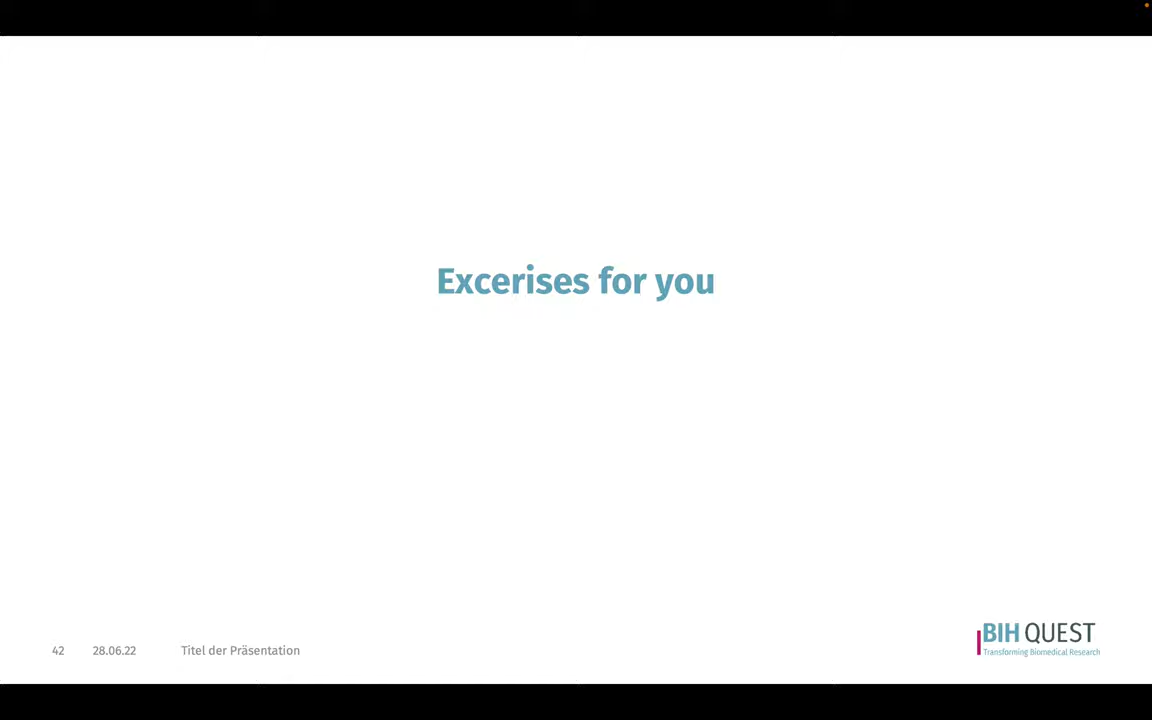 Excerises for you
42 28.06.22 Titel der Präsentation
BIH QUEST
Transforming Biomedical Research